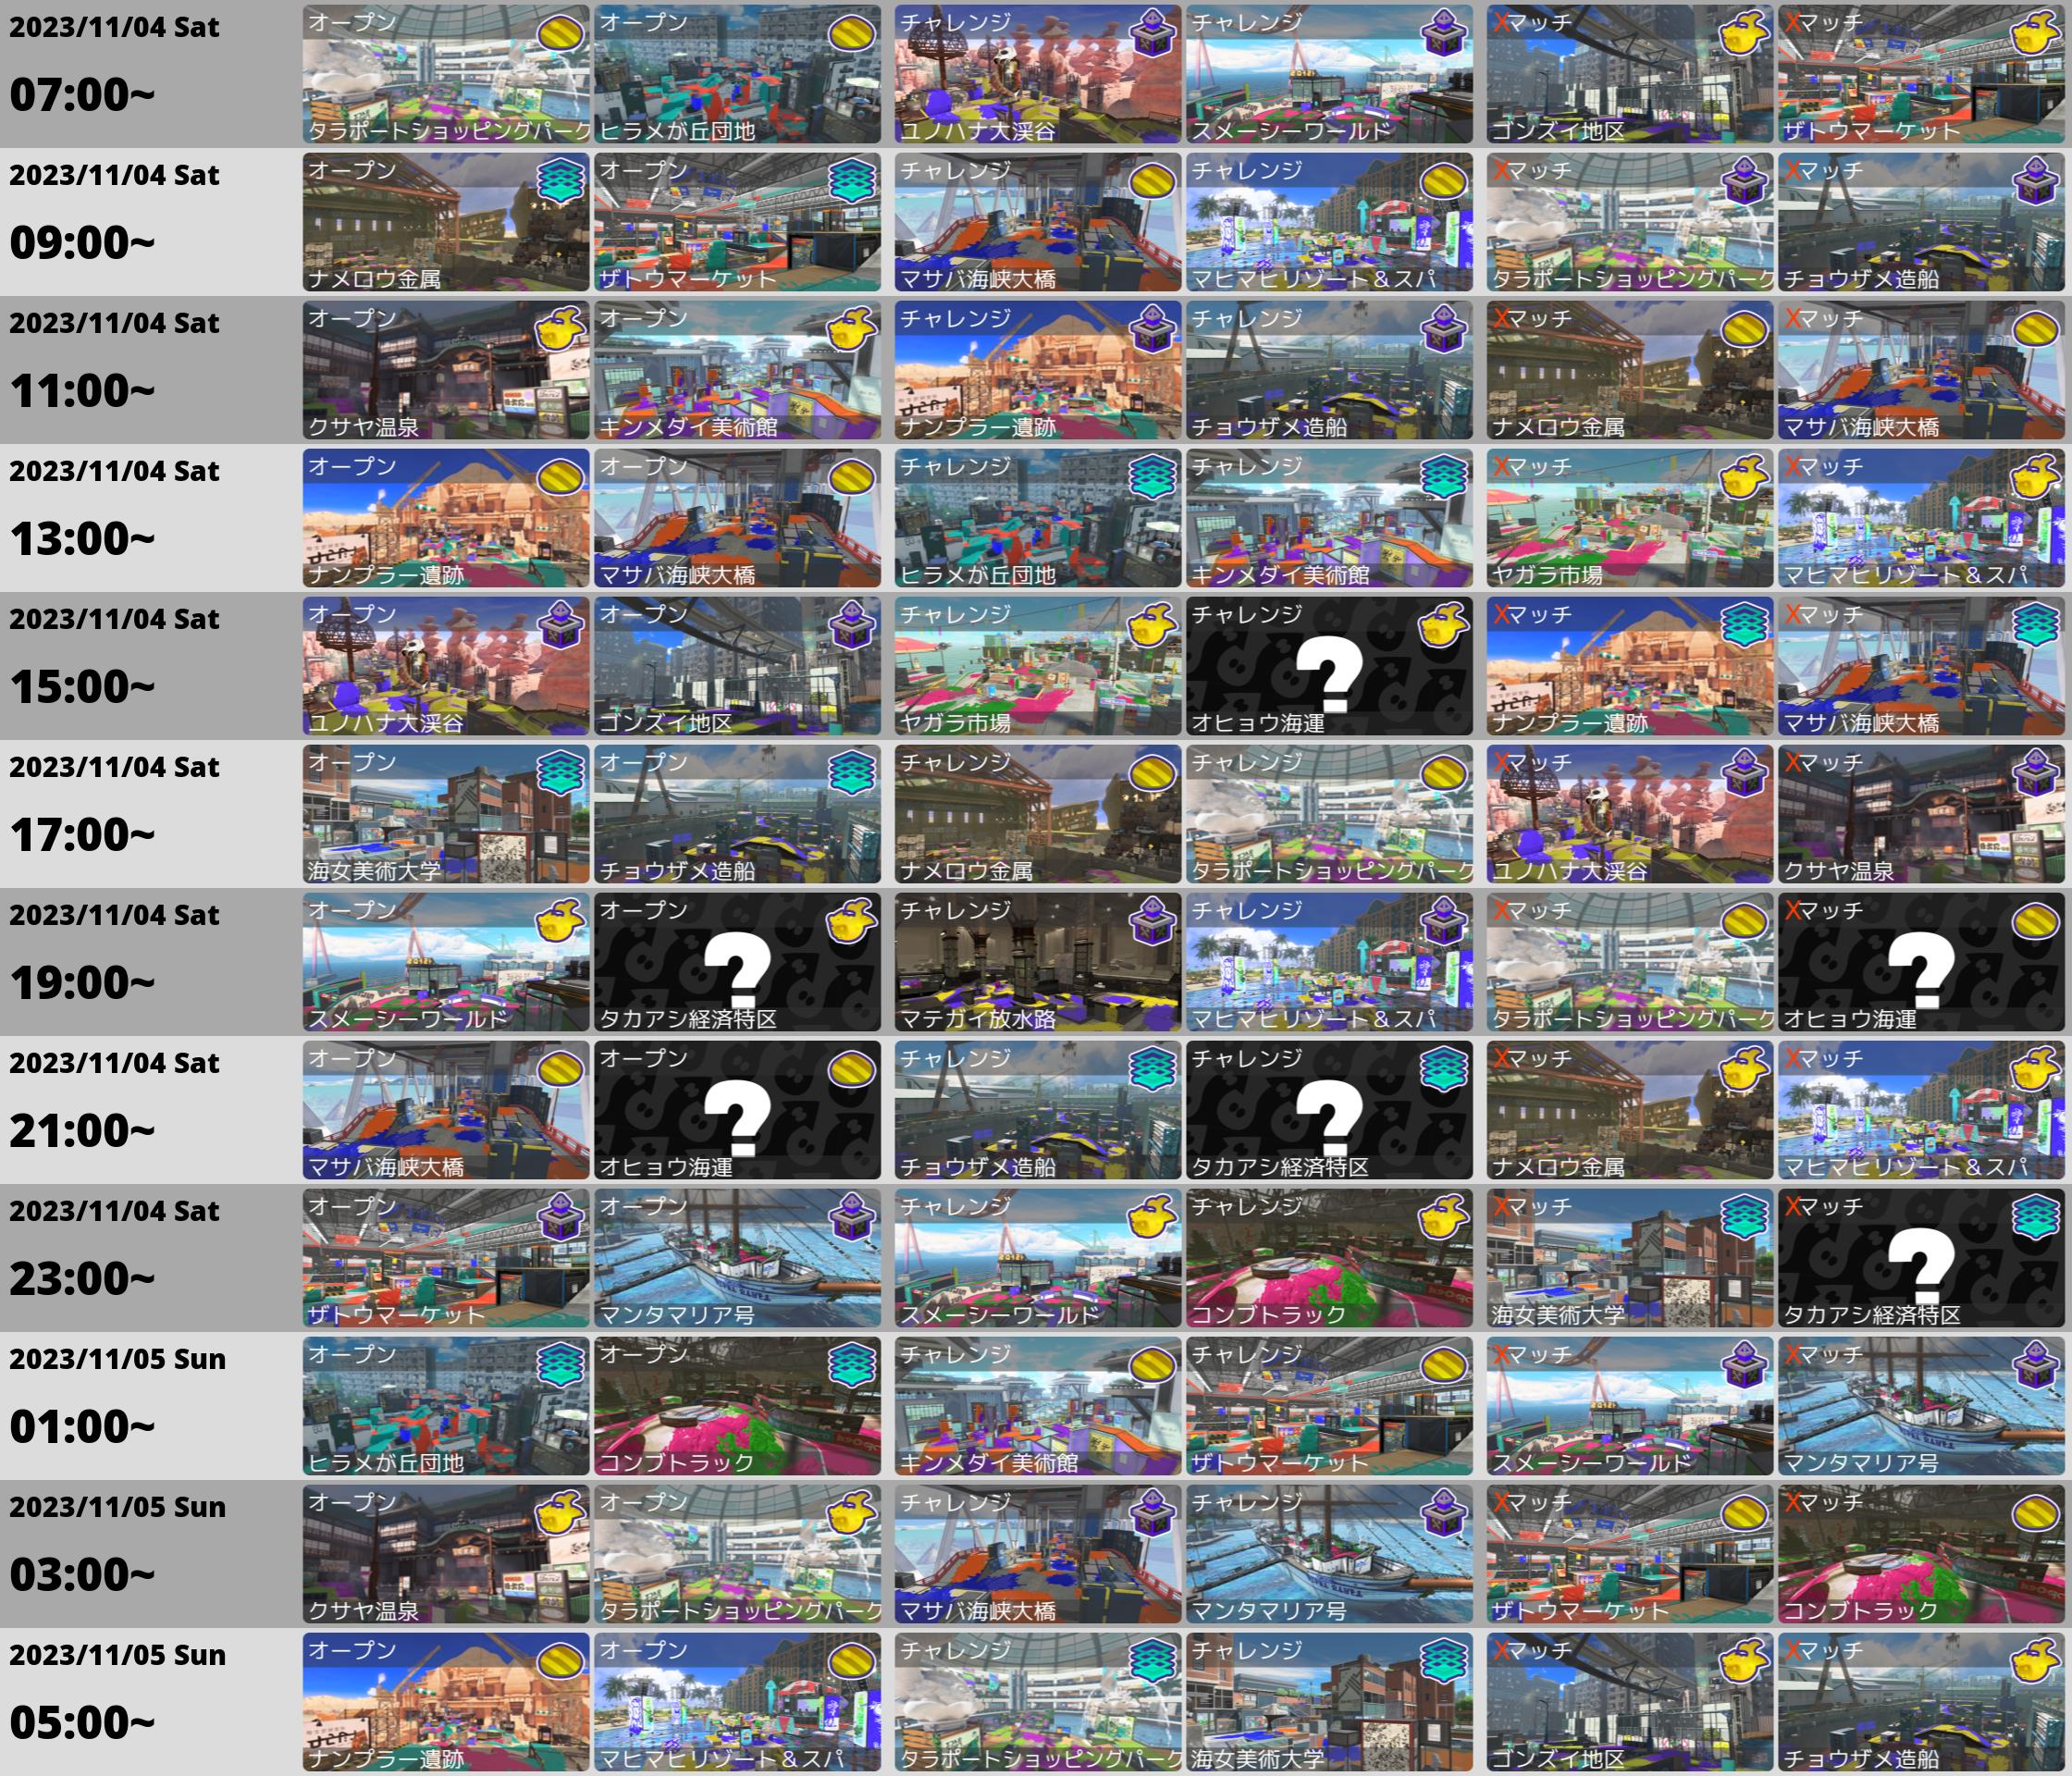 2023/11/04 Sat
07:00~
オープン
タラポートショッピングパーク
オープン
ヒラメが丘団地
チャレンジ
ユノハナ大渓谷
チャレンジ
スメーシーワールド
Xマッチ
ゴンズイ地区
Xマッチ
ザトウマーケット
2023/11/04 Sat
09:00~
オープン
ナメロウ金属
オープン
ザトウマーケット
チャレンジ
マサバ海峡大橋
チャレンジ
マヒマヒリゾート＆スパ
Xマッチ
タラポートショッピングパーク
Xマッチ
チョウザメ造船
2023/11/04 Sat
11:00~
オープン
クサヤ温泉
オープン
キンメダイ美術館
チャレンジ
ナンプラー遺跡
チャレンジ
チョウザメ造船
Xマッチ
ナメロウ金属
Xマッチ
マサバ海峡大橋
2023/11/04 Sat
13:00~
オープン
ナンプラー遺跡
オープン
マサバ海峡大橋
チャレンジ
ヒラメが丘団地
チャレンジ
キンメダイ美術館
Xマッチ
ヤガラ市場
Xマッチ
マヒマヒリゾート＆スパ
2023/11/04 Sat
15:00~
オープン
ユノハナ大渓谷
オープン
ゴンズイ地区
チャレンジ
ヤガラ市場
チャレンジ
?
オヒョウ海運
Xマッチ
ナンプラー遺跡
Xマッチ
マサバ海峡大橋
2023/11/04 Sat
17:00~
オープン
海女美術大学
オープン
チョウザメ造船
チャレンジ
ナメロウ金属
チャレンジ
タラポートショッピングパーク
Xマッチ
ユノハナ大渓谷
Xマッチ
クサヤ温泉
2023/11/04 Sat
19:00~
オープン
スメーシーワールド
オープン
?
タカアシ経済特区
チャレンジ
マテガイ放水路
チャレンジ
マヒマヒリゾート＆スパ
Xマッチ
タラポートショッピングパーク
Xマッチ
?
オヒョウ海運
2023/11/04 Sat
21:00~
オープン
マサバ海峡大橋
オープン
?
オヒョウ海運
チャレンジ
チョウザメ造船
チャレンジ
?
タカアシ経済特区
Xマッチ
ナメロウ金属
Xマッチ
マヒマヒリゾート＆スパ
2023/11/04 Sat
23:00~
オープン
ザトウマーケット
オープン
マンタマリア号
チャレンジ
スメーシーワールド
チャレンジ
コンブトラック
Xマッチ
海女美術大学
Xマッチ
?
タカアシ経済特区
2023/11/05 Sun
01:00~
オープン
ヒラメが丘団地
オープン
コンブトラック
チャレンジ
キンメダイ美術館
チャレンジ
ザトウマーケット
Xマッチ
スメーシーワールド
Xマッチ
マンタマリア号
2023/11/05 Sun
03:00~
オープン
クサヤ温泉
オープン
タラポートショッピングパーク
チャレンジ
マサバ海峡大橋
チャレンジ
マンタマリア号
Xマッチ
ザトウマーケット
Xマッチ
コンブトラック
2023/11/05 Sun
05:00~
オープン
ナンプラー遺跡
オープン
マヒマヒリゾート＆スパ
チャレンジ
タラポートショッピングパーク
チャレンジ
海女美術大学
Xマッチ
ゴンズイ地区
Xマッチ
チョウザメ造船